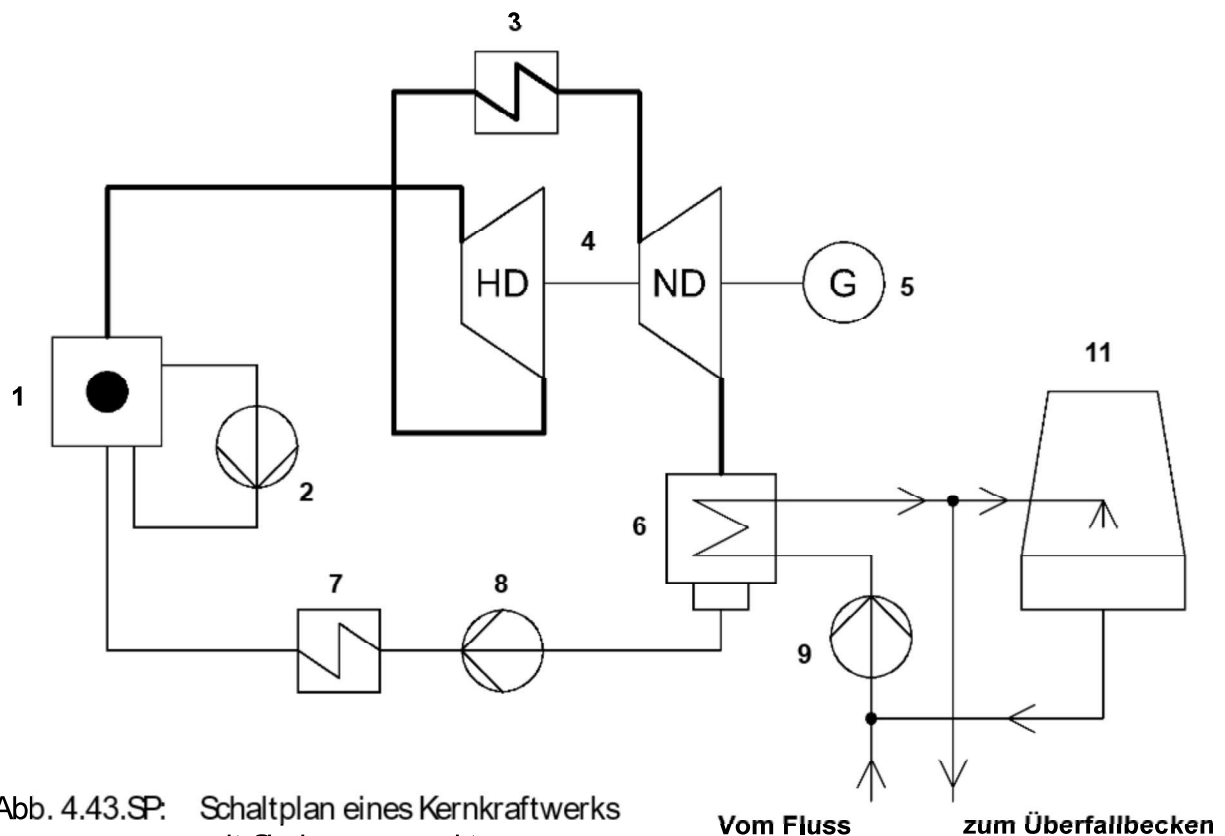 3
4
HD
ND
G
5
11
1
2
6
7
8
9
Abb. 4.43.SP: Schaltplan eines Kernkraftwerks
Vom Fluss
zum Überfallbecken